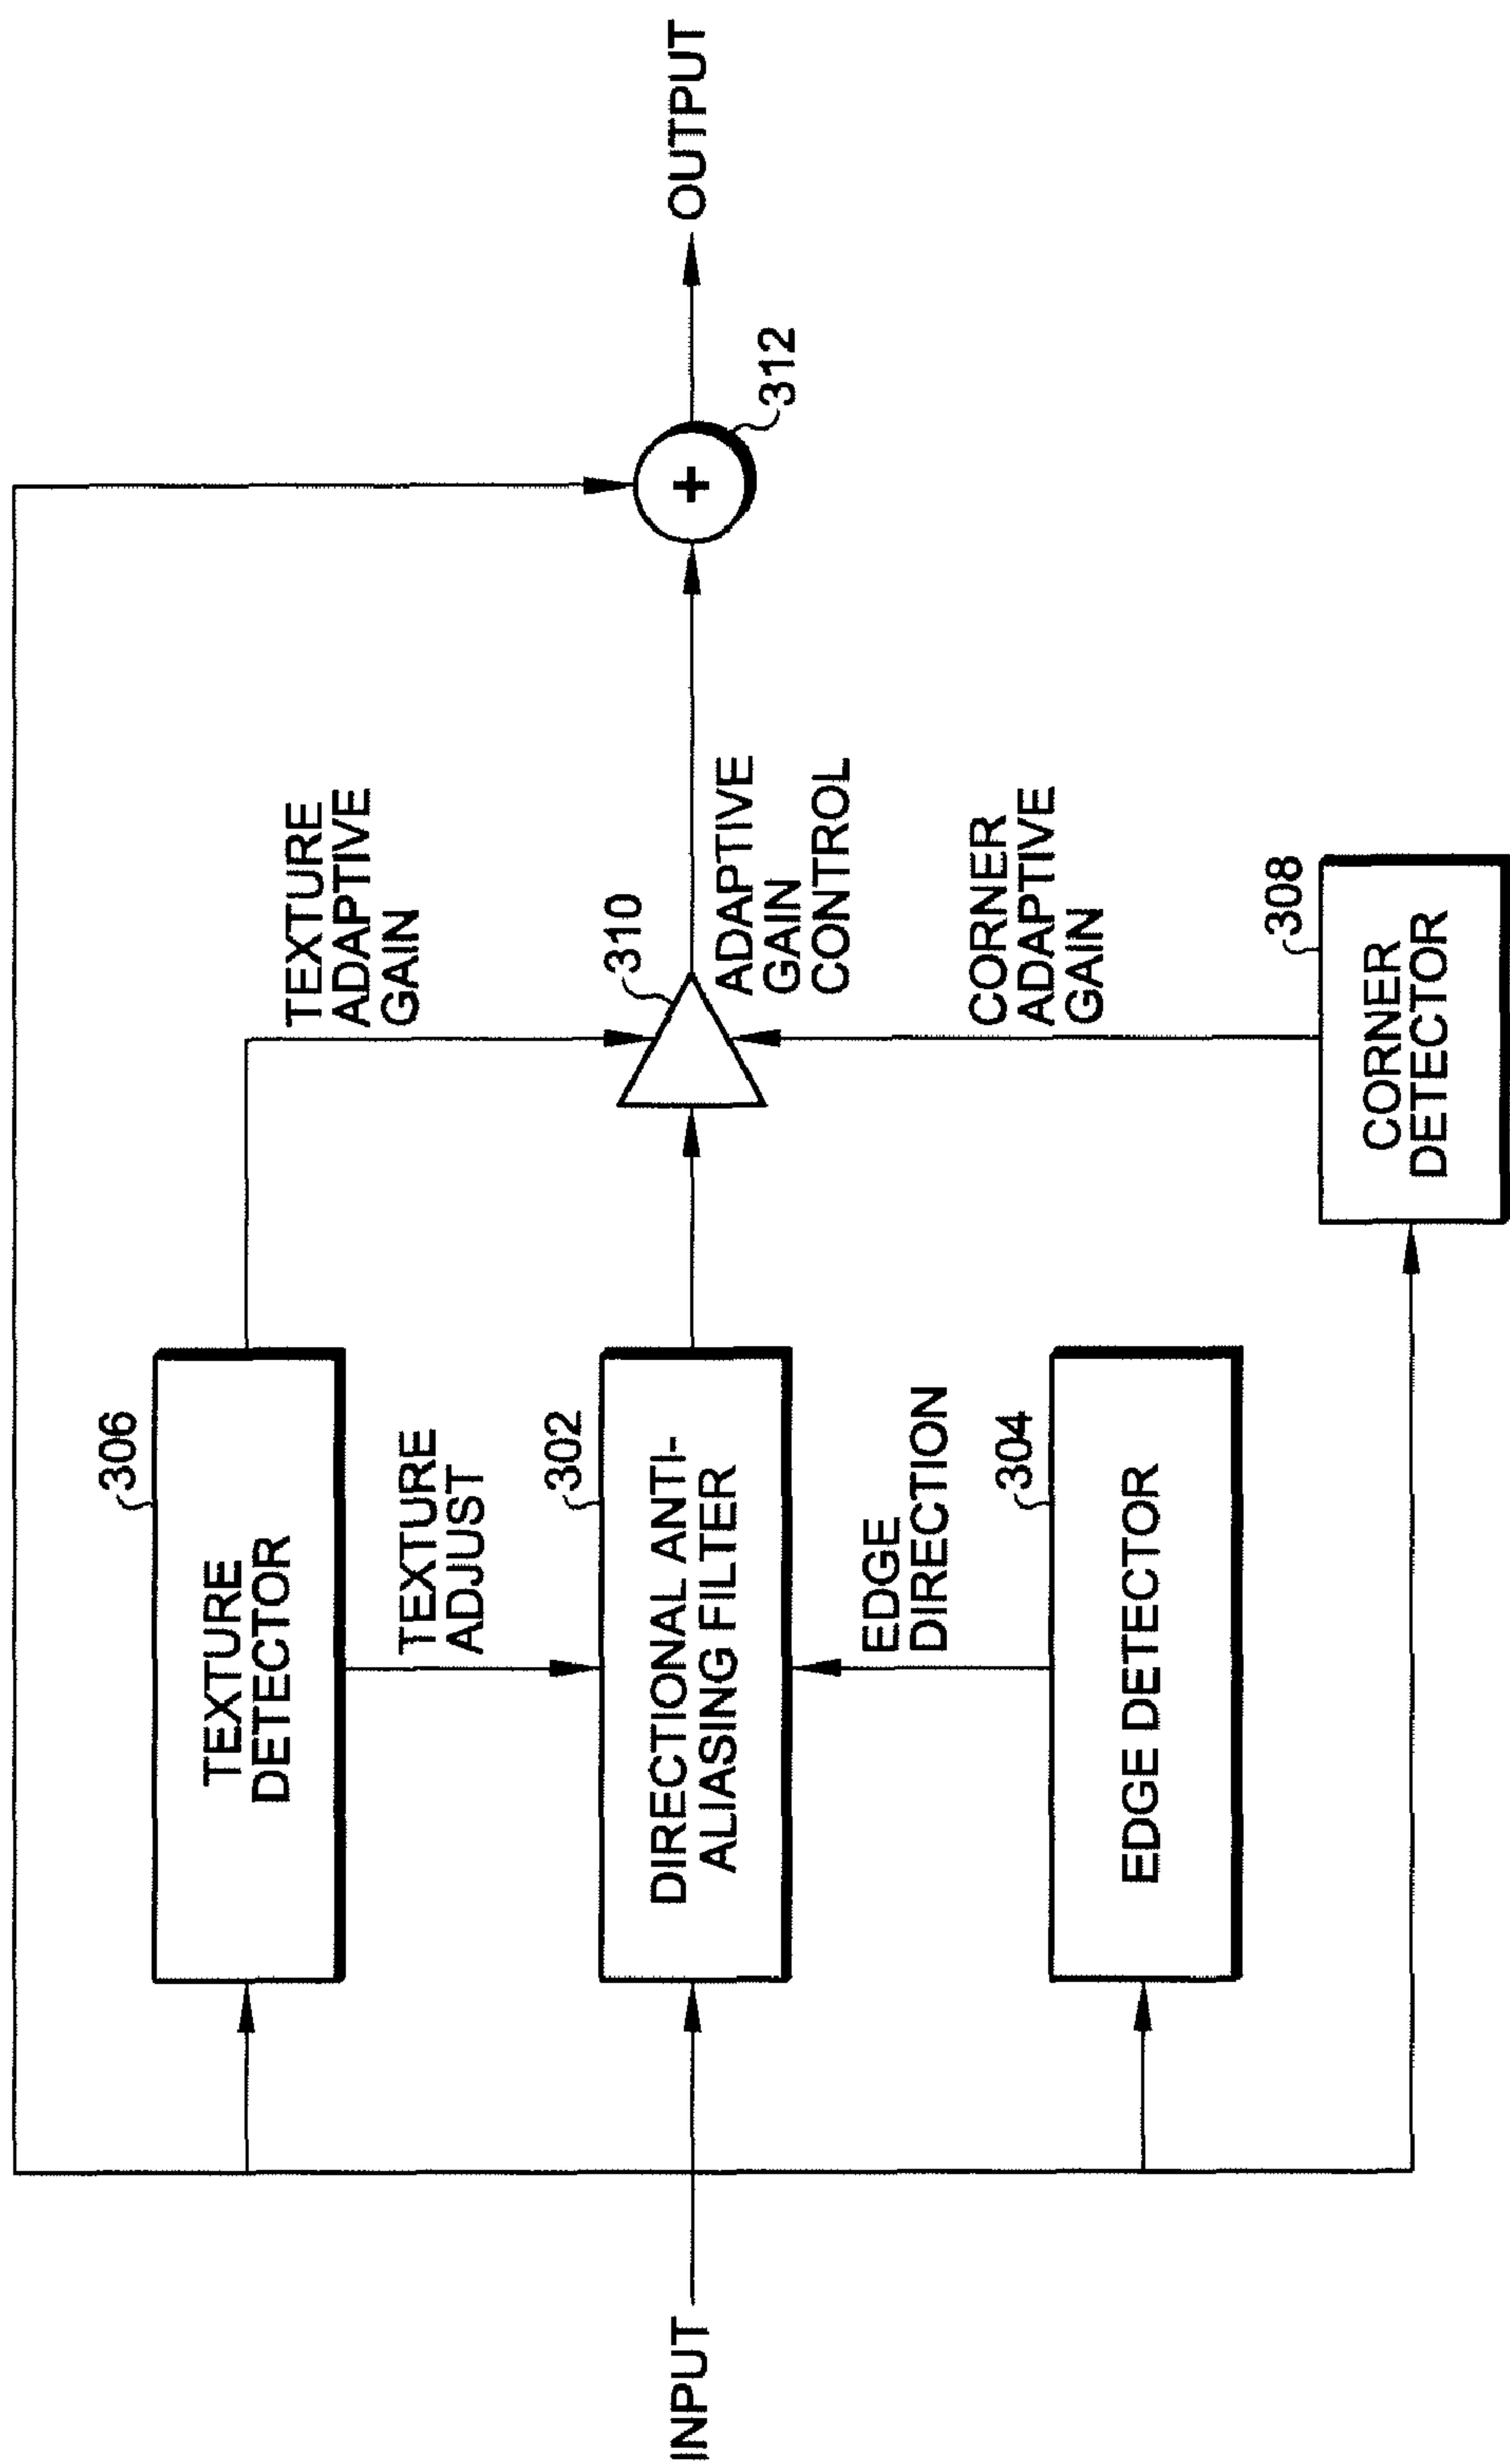 INPUT
306
TEXTURE
DETECTOR
TEXTURE
ADJUST
302
DIRECTIONAL ANTI-
ALIASING FILTER
EDGE
DIRECTION
304
EDGE DETECTOR
TEXTURE
ADAPTIVE
GAIN
310
ADAPTIVE
GAIN
CONTROL
CORNER
ADAPTIVE
GAIN
308
CORNER
DETECTOR
+
312
OUTPUT